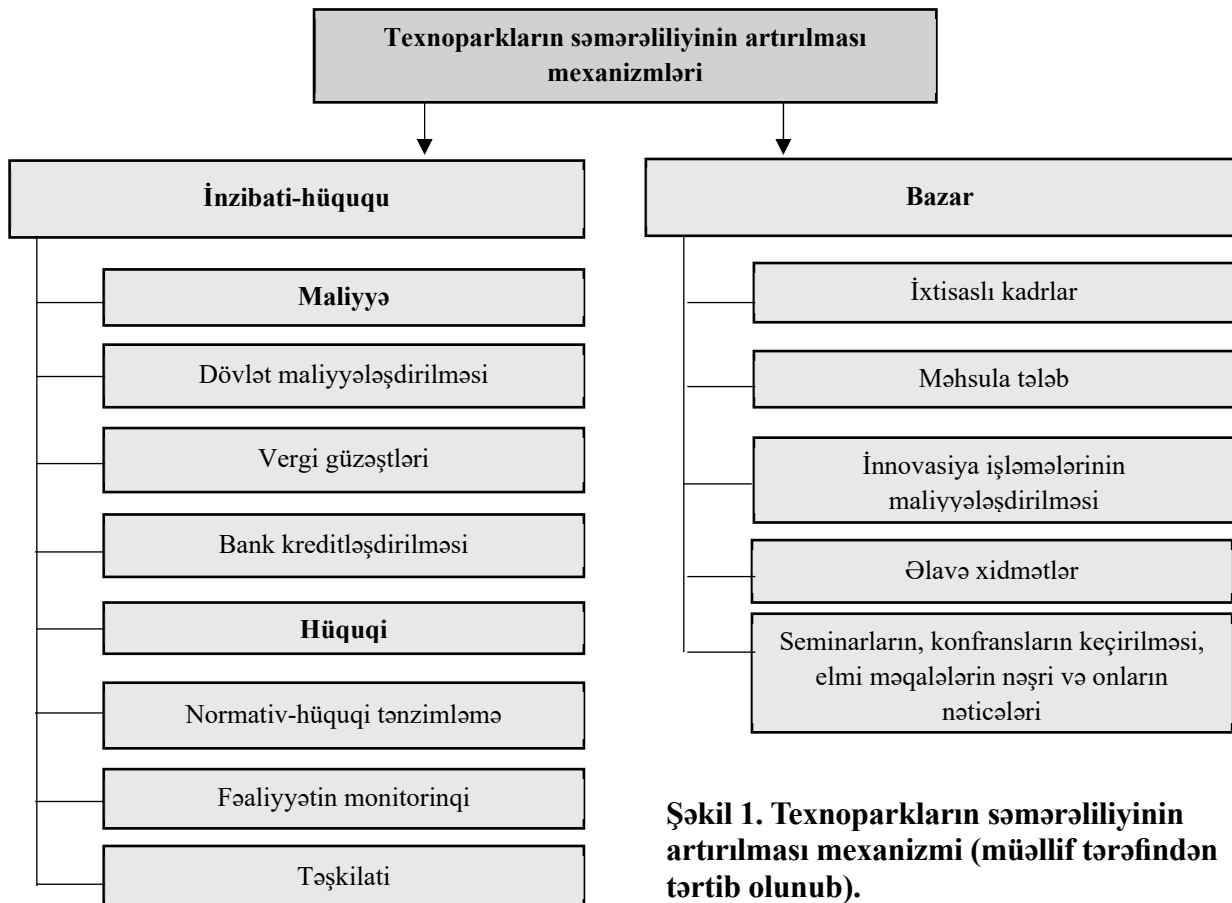 Texnoparkların səmərəliliyinin artırılması
mexanizmləri
İnzibati-hüququ
Maliyyə
Dövlət maliyyələşdirilməsi
Vergi güzəştləri
Bank kreditləşdirilməsi
Hüquqi
Normativ-hüquqi tənzimləmə
Fəaliyyətin monitorinqi
Təşkilati
Bazar
İxtisaslı kadrlar
Məhsula tələb
İnnovasiya işləmələrinin
maliyyələşdirilməsi
Əlavə xidmətlər
Seminarların, konfransların keçirilməsi,
elmi məqalələrin nəşri və onların
nəticələri
Şəkil 1. Texnoparkların səmərəliliyinin
artırılması mexanizmi (müəllif tərəfindən
tərtib olunub).